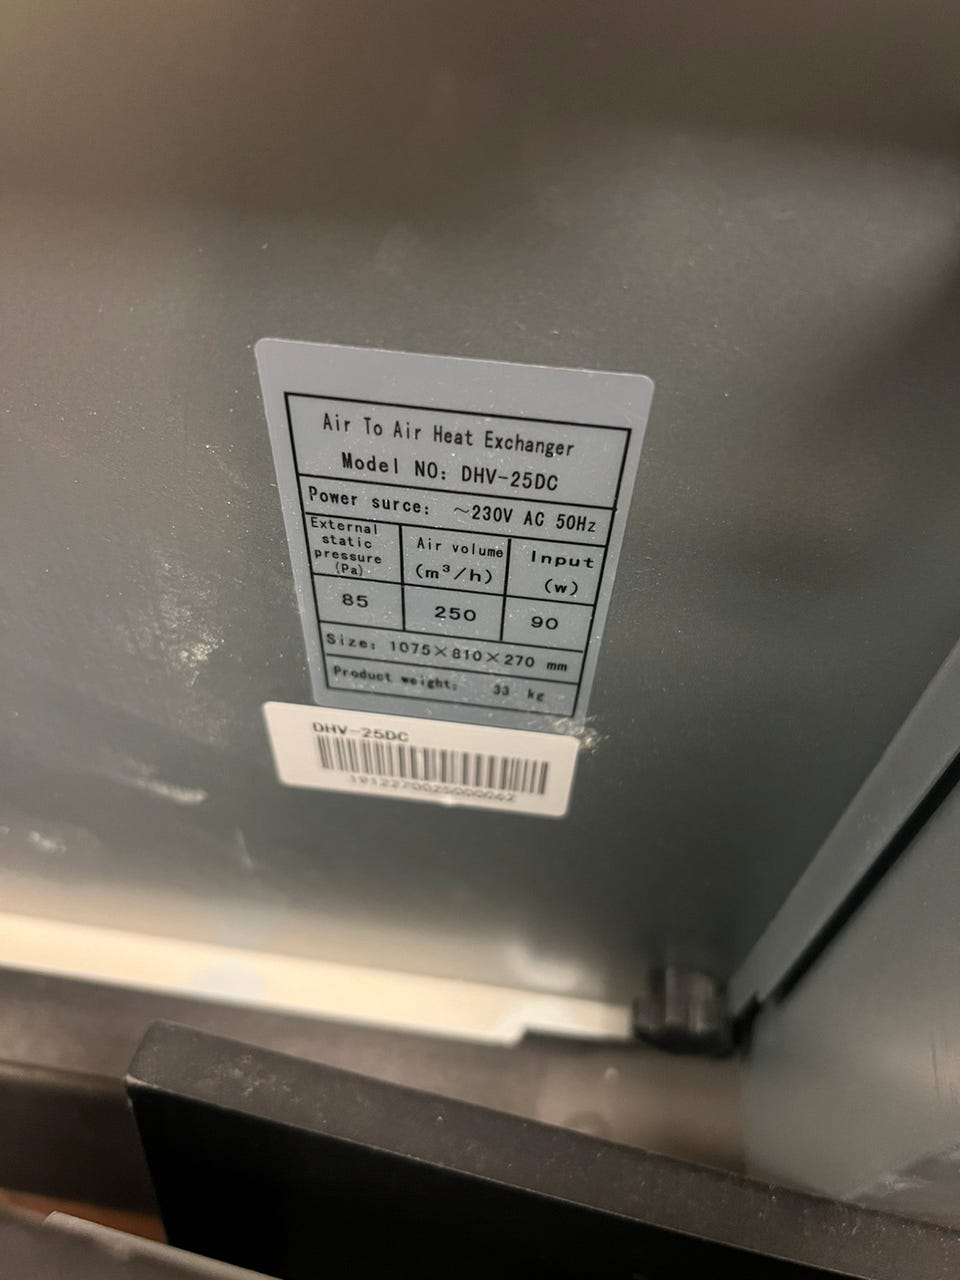 Air To Air Heat Exchanger
Model NO: DHV-25DC
Power surce: ~230V AC 50Hz
External static pressure (Pa)
Air volume (m³/h)
Input (w)
85 250 90
Size: 1075×810×270 mm
Product weight: 33 kg
DHV-25DC